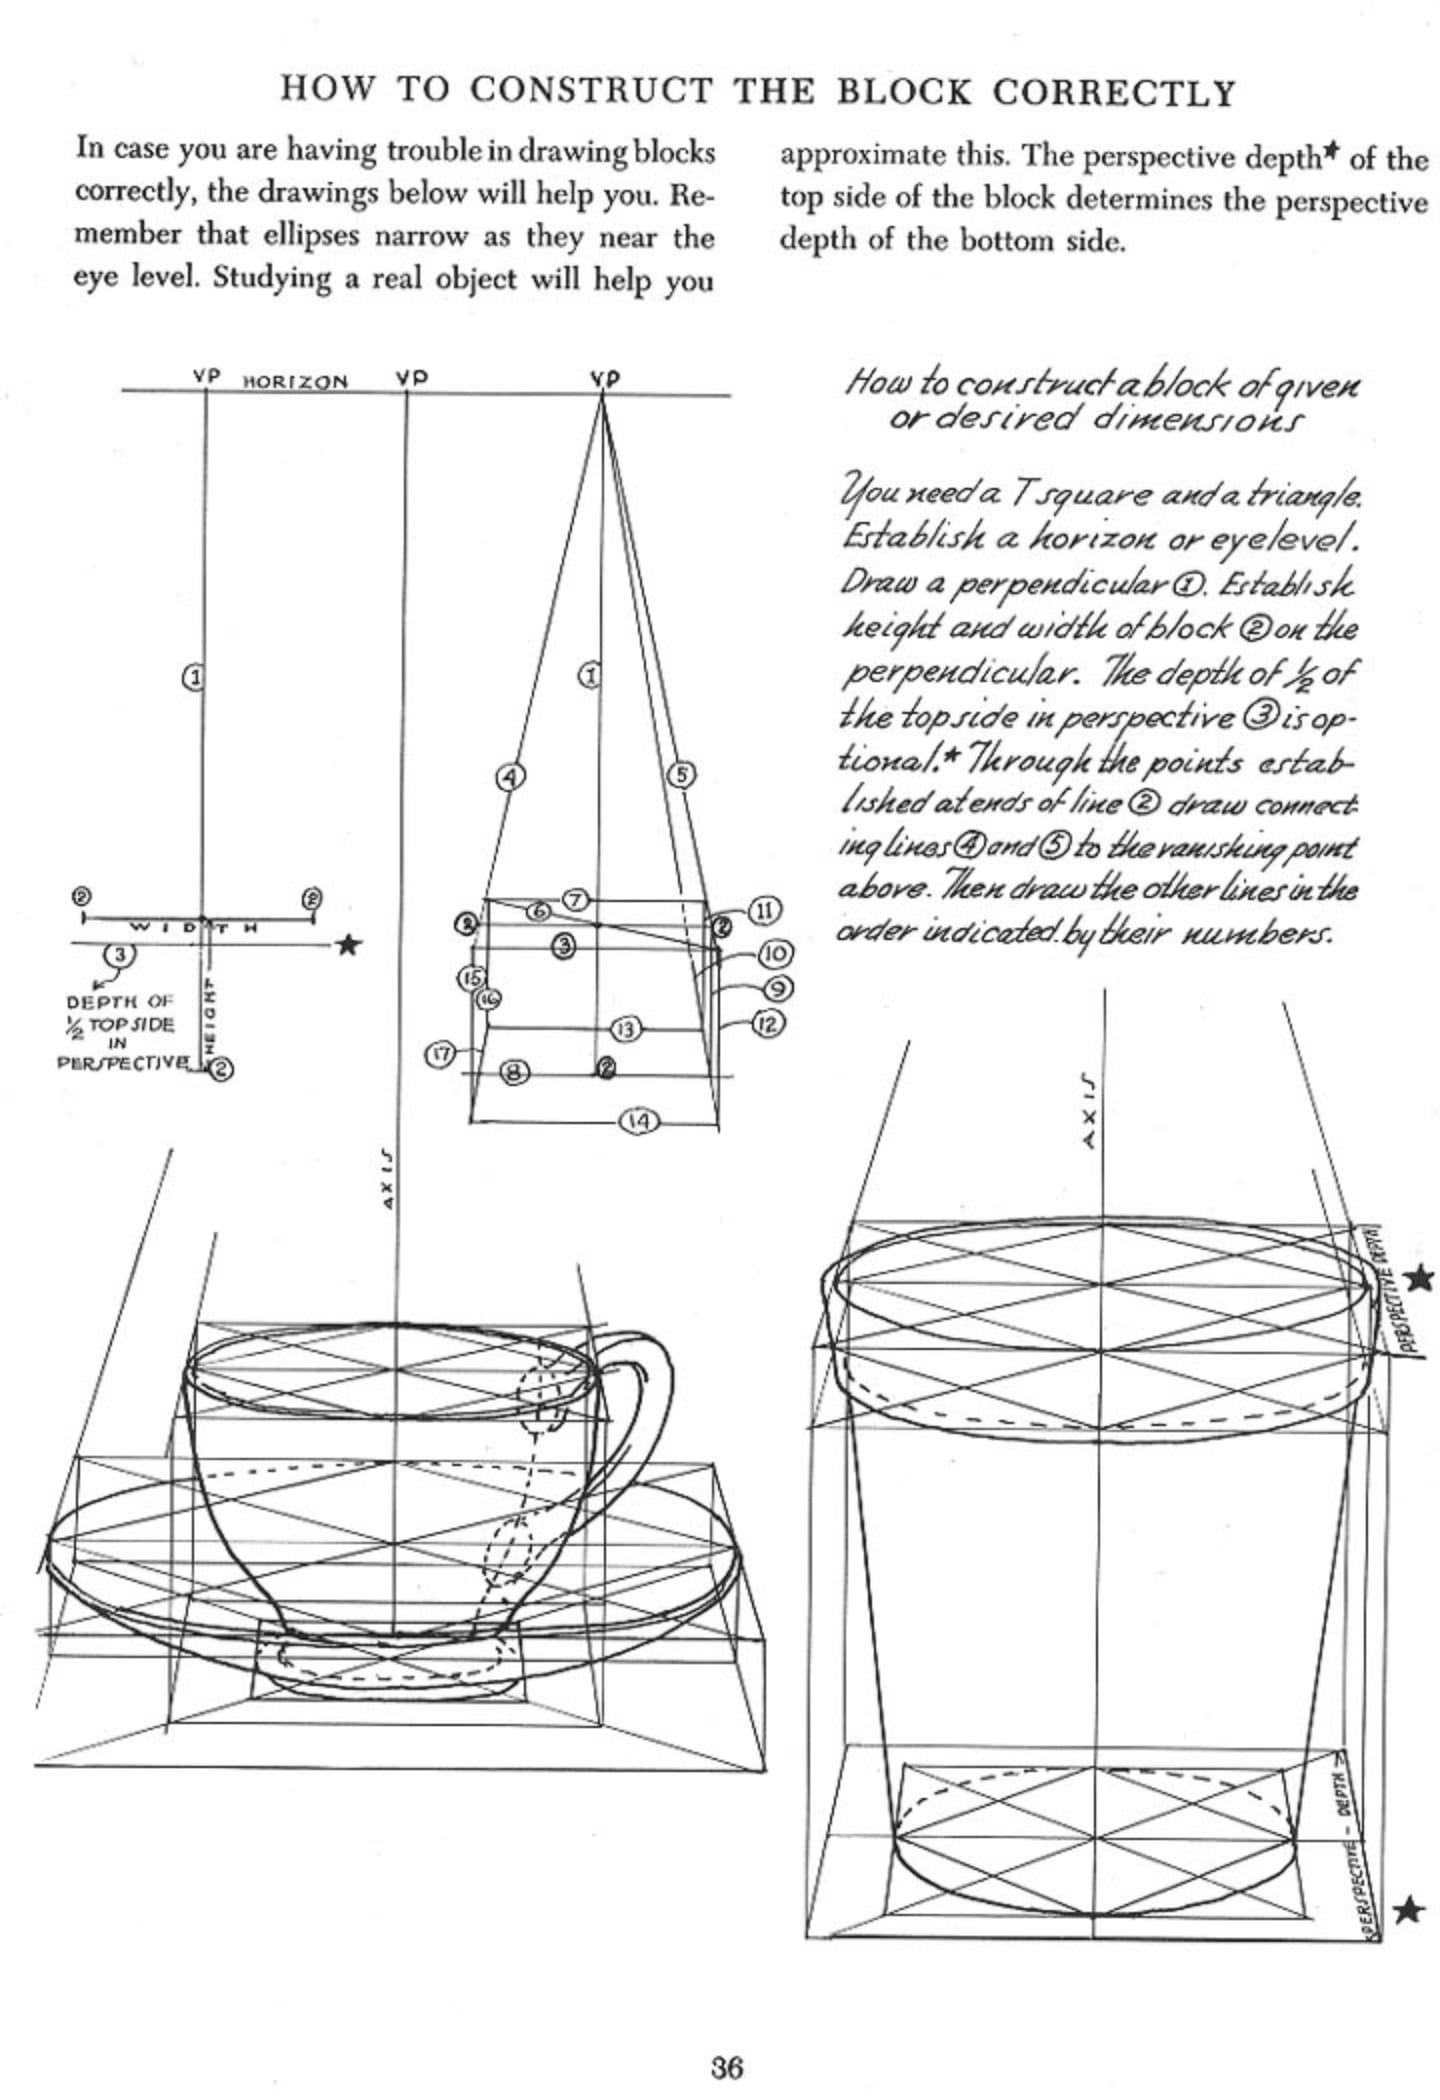 HOW TO CONSTRUCT THE BLOCK CORRECTLY
In case you are having trouble in drawing blocks
correctly, the drawings below will help you. Re-
member that ellipses narrow as they near the
eye level. Studying a real object will help you
approximate this. The perspective depth★ of the
top side of the block determines the perspective
depth of the bottom side.
VP HORIZON VP VP
How to construct a block of given
or desired dimensions
You need a T square and a triangle.
Establish a horizon or eyelevel.
Draw a perpendicular ①. Establish
height and width of block ② on the
perpendicular. The depth of ½ of
the topside in perspective ③ is op-
tional.★ Through the points estab-
lished at ends of line ② draw connect-
ing lines ④ and ⑤ to the vanishing point
above. Then draw the other lines in the
order indicated by their numbers.
①
② ②
WIDTH
③ ★
DEPTH OF
½ TOP SIDE
IN
PERSPECTIVE
HEIGHT
②
①
④ ⑤
⑦
⑥ ⑪
② ②
③ ⑩
⑮ ⑨
⑯
⑬ ⑫
⑰
⑧ ②
⑭
AXIS
AXIS
PERSPECTIVE DEPTH
★
PERSPECTIVE - DEPTH
★
36